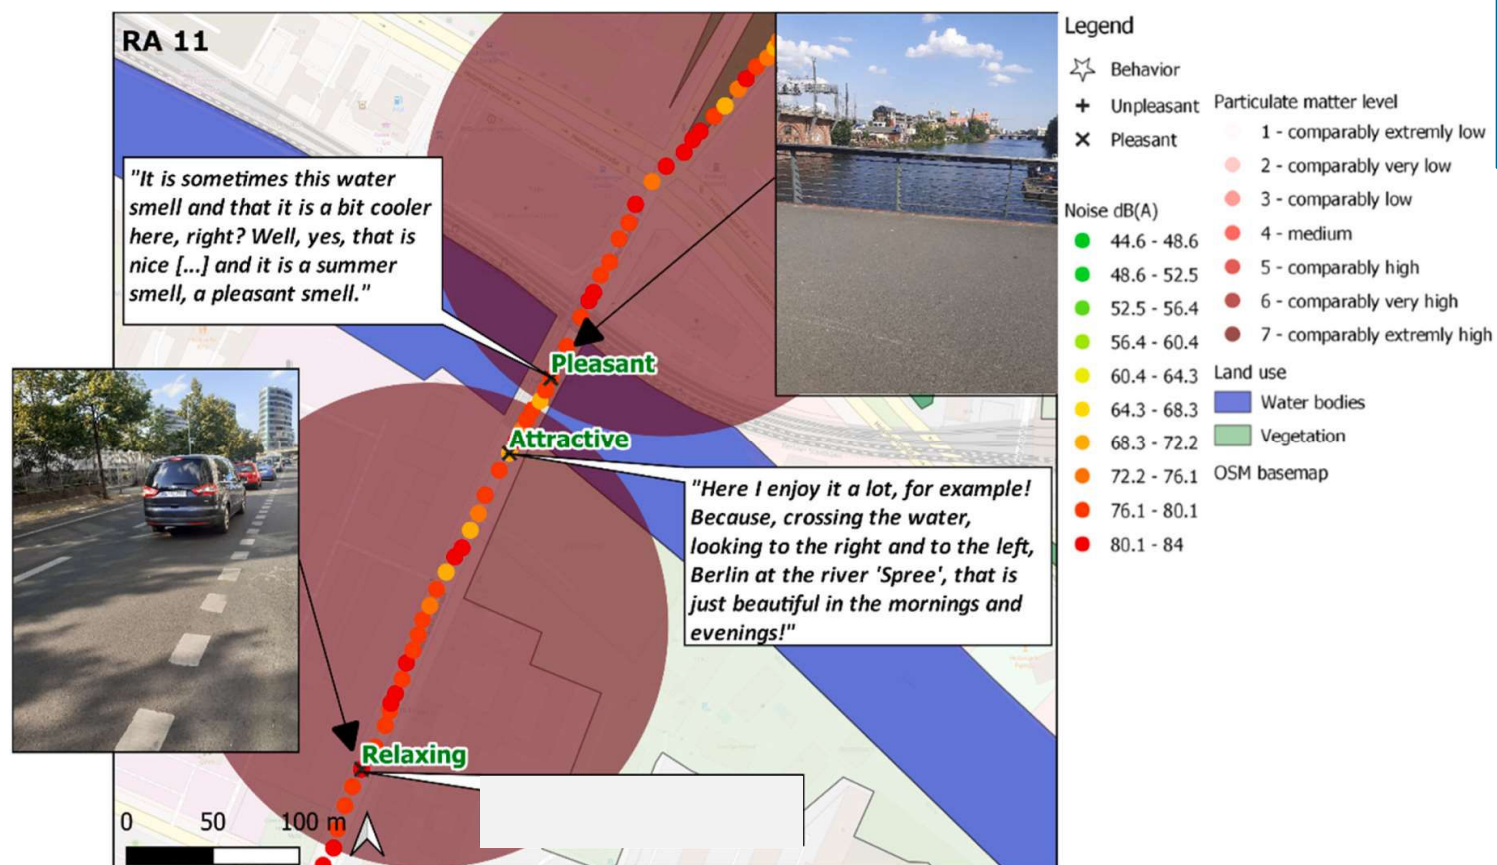 RA 11
"It is sometimes this water
smell and that it is a bit cooler
here, right? Well, yes, that is
nice [...] and it is a summer
smell, a pleasant smell."
Pleasant
Attractive
"Here I enjoy it a lot, for example!
Because, crossing the water,
looking to the right and to the left,
Berlin at the river 'Spree', that is
just beautiful in the mornings and
evenings!"
Relaxing
0 50 100 m
Legend
Behavior
Unpleasant
Pleasant
Noise dB(A)
44.6 - 48.6
48.6 - 52.5
52.5 - 56.4
56.4 - 60.4
60.4 - 64.3
64.3 - 68.3
68.3 - 72.2
72.2 - 76.1
76.1 - 80.1
80.1 - 84
Particulate matter level
1 - comparably extremly low
2 - comparably very low
3 - comparably low
4 - medium
5 - comparably high
6 - comparably very high
7 - comparably extremly high
Land use
Water bodies
Vegetation
OSM basemap